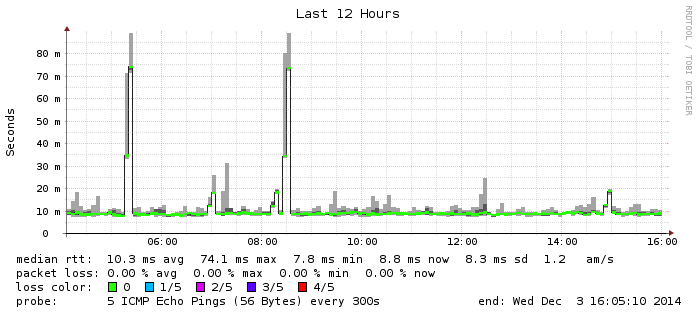 Last 12 Hours
RRDTOOL / TOBI OETIKER
Seconds
80 m
70 m
60 m
50 m
40 m
30 m
20 m
10 m
0
06:00 08:00 10:00 12:00 14:00 16:00
median rtt: 10.3 ms avg 74.1 ms max 7.8 ms min 8.8 ms now 8.3 ms sd 1.2 am/s
packet loss: 0.00 % avg 0.00 % max 0.00 % min 0.00 % now
loss color: 0 1/5 2/5 3/5 4/5
probe: 5 ICMP Echo Pings (56 Bytes) every 300s end: Wed Dec 3 16:05:10 2014